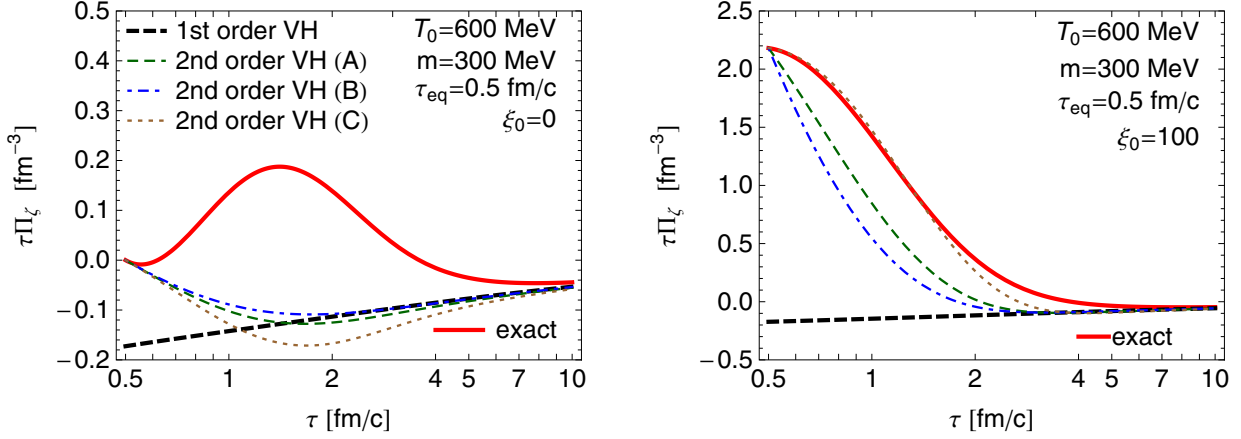 0.5
0.4
0.3
0.2
0.1
0.0
−0.1
−0.2
τΠζ [fm⁻³]
1st order VH
2nd order VH (A)
2nd order VH (B)
2nd order VH (C)
T₀=600 MeV
m=300 MeV
τeq=0.5 fm/c
ξ₀=0
exact
0.5 1 2 4 5 7 10
τ [fm/c]
2.5
2.0
1.5
1.0
0.5
0.0
−0.5
τΠζ [fm⁻³]
T₀=600 MeV
m=300 MeV
τeq=0.5 fm/c
ξ₀=100
exact
0.5 1 2 4 5 7 10
τ [fm/c]